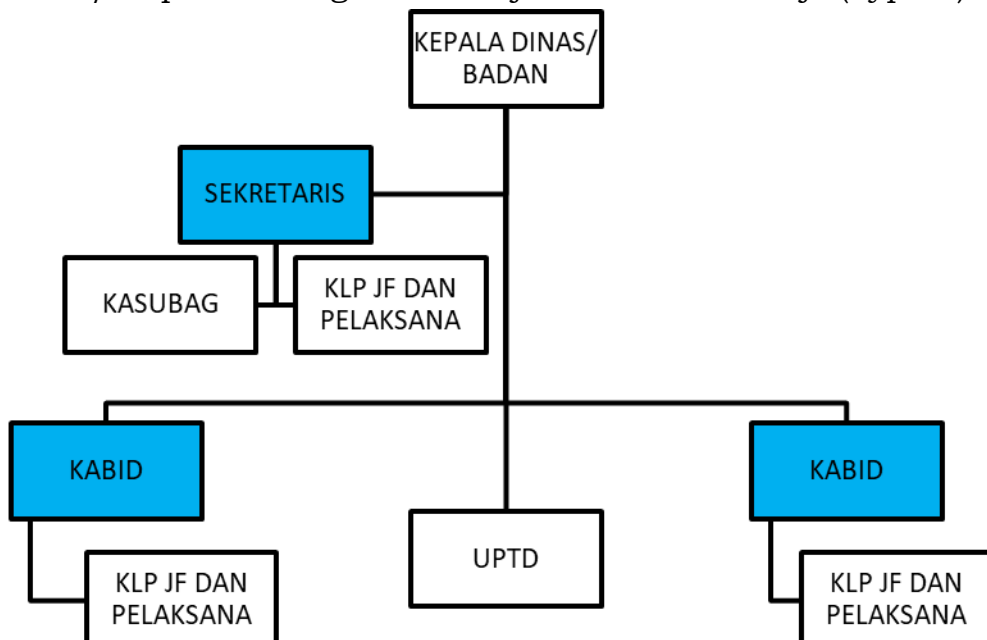 KEPALA DINAS/
BADAN
SEKRETARIS
KASUBAG
KLP JF DAN
PELAKSANA
KABID
KABID
UPTD
KLP JF DAN
PELAKSANA
KLP JF DAN
PELAKSANA